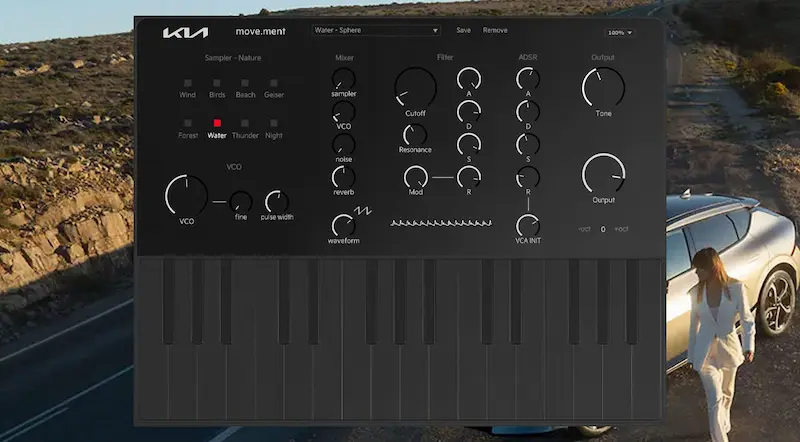 KIA
move.ment
Water - Sphere
Save
Remove
100%
Sampler - Nature
Mixer
Filter
ADSR
Output
Wind
Birds
Beach
Geiser
Forest
Water
Thunder
Night
VCO
VCO
fine
pulse width
sampler
VCO
noise
reverb
waveform
Cutoff
Resonance
Mod
A
D
S
R
A
D
S
R
VCA INIT
Tone
Output
-oct 0 +oct